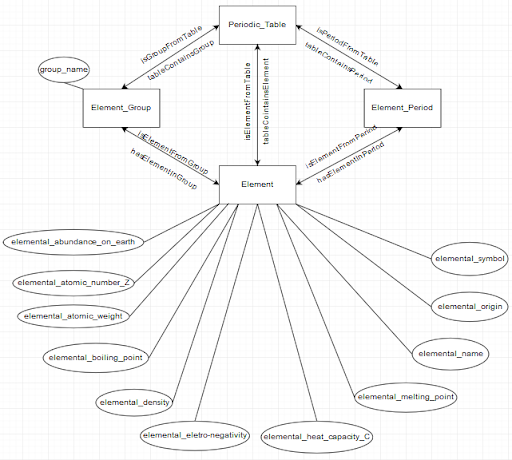 Periodic_Table
isGroupFromTable
tableContainsGroup
isPeriodFromTable
tableContainsPeriod
group_name
isElementFromTable
tableCointainsElement
Element_Group
Element_Period
isElementFromGroup
hasElementInGroup
isElementFromPeriod
hasElementInPeriod
Element
elemental_abundance_on_earth
elemental_symbol
elemental_atomic_number_Z
elemental_origin
elemental_atomic_weight
elemental_boiling_point
elemental_name
elemental_density
elemental_melting_point
elemental_eletro-negativity
elemental_heat_capacity_C